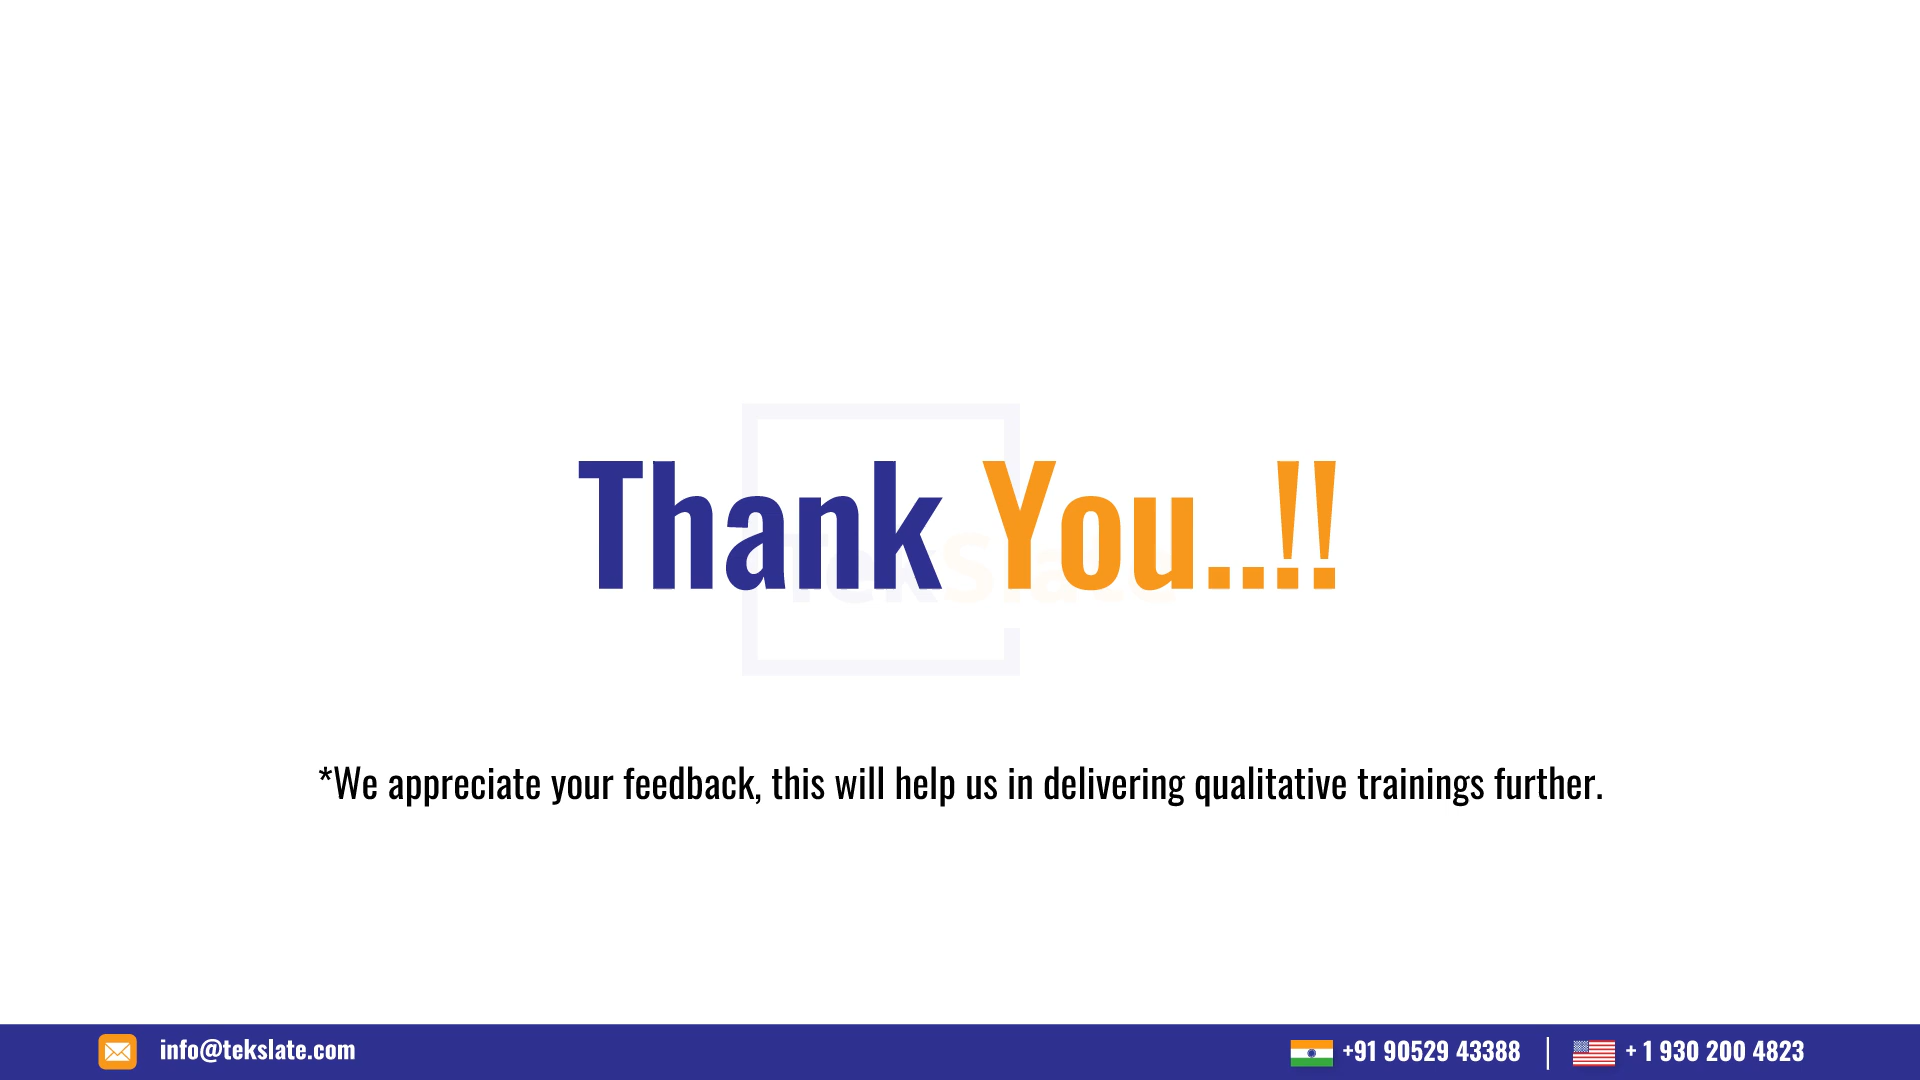 Thank You..!!
TekSlate
*We appreciate your feedback, this will help us in delivering qualitative trainings further.
info@tekslate.com
+91 90529 43388
+ 1 930 200 4823